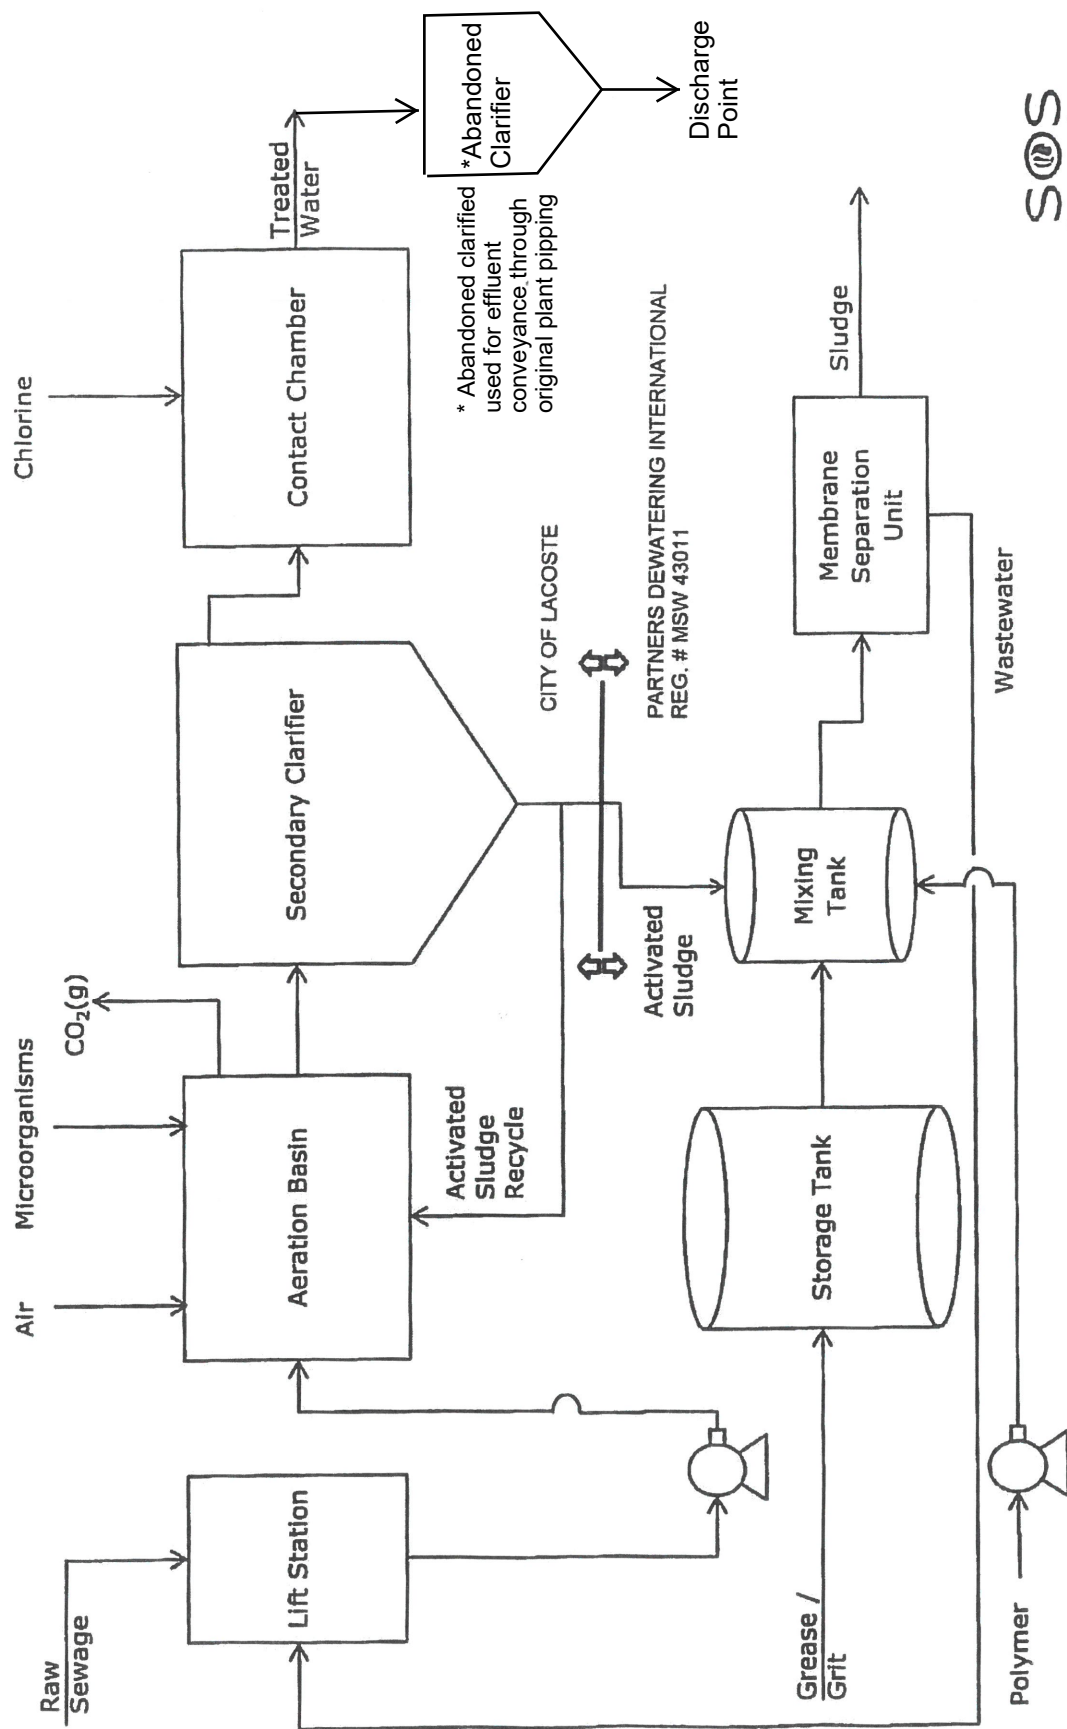 Chlorine
Microorganisms
Air
Raw
Sewage
CO₂(g)
Treated
Water
Lift Station
Aeration Basin
Secondary Clarifier
Contact Chamber
*Abandoned
Clarifier
* Abandoned clarified
used for effluent
conveyance through
original plant pipping
Discharge
Point
Activated
Sludge
Recycle
CITY OF LACOSTE
PARTNERS DEWATERING INTERNATIONAL
REG. # MSW 43011
Activated
Sludge
Grease /
Grit
Storage Tank
Mixing
Tank
Membrane
Separation
Unit
Sludge
Wastewater
Polymer
SOS